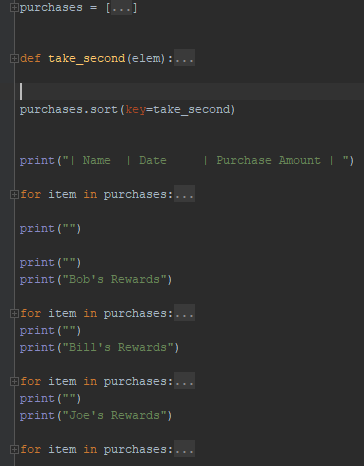 purchases = [...]
def take_second(elem):...
purchases.sort(key=take_second)
print("| Name  | Date      | Purchase Amount | ")
for item in purchases:...
print("")
print("")
print("Bob's Rewards")
for item in purchases:...
print("")
print("Bill's Rewards")
for item in purchases:...
print("")
print("Joe's Rewards")
for item in purchases:...